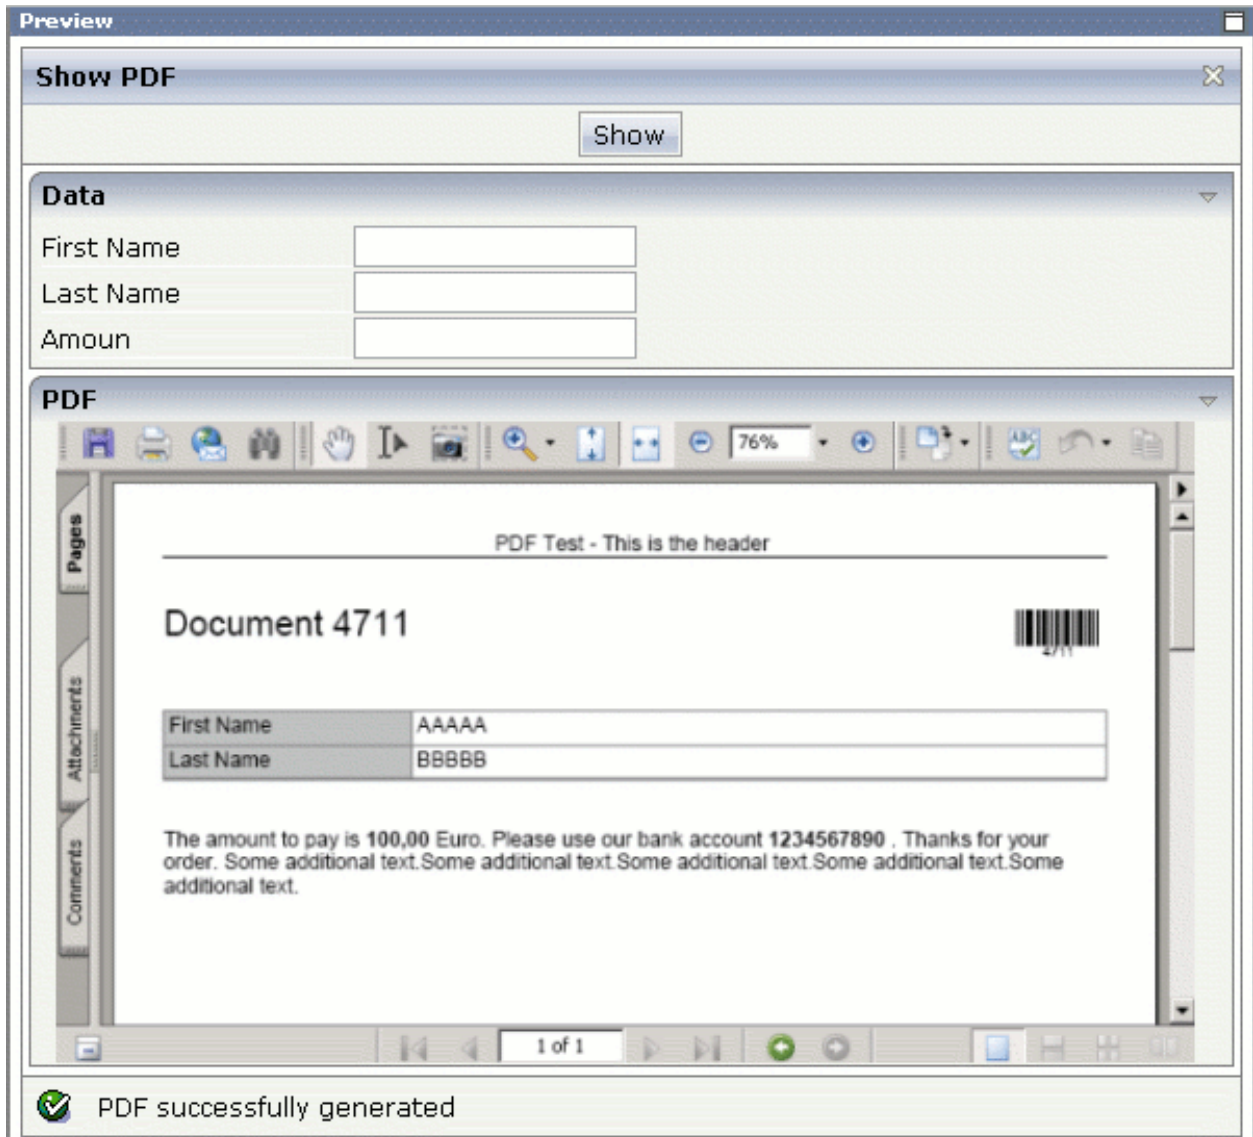 Preview
Show PDF
Show
Data
First Name
Last Name
Amoun
PDF
76%
ABC
Pages
Attachments
Comments
PDF Test - This is the header
Document 4711
4711
First Name AAAAA
Last Name BBBBB
The amount to pay is 100,00 Euro. Please use our bank account 1234567890 . Thanks for your
order. Some additional text.Some additional text.Some additional text.Some additional text.Some
additional text.
1 of 1
PDF successfully generated